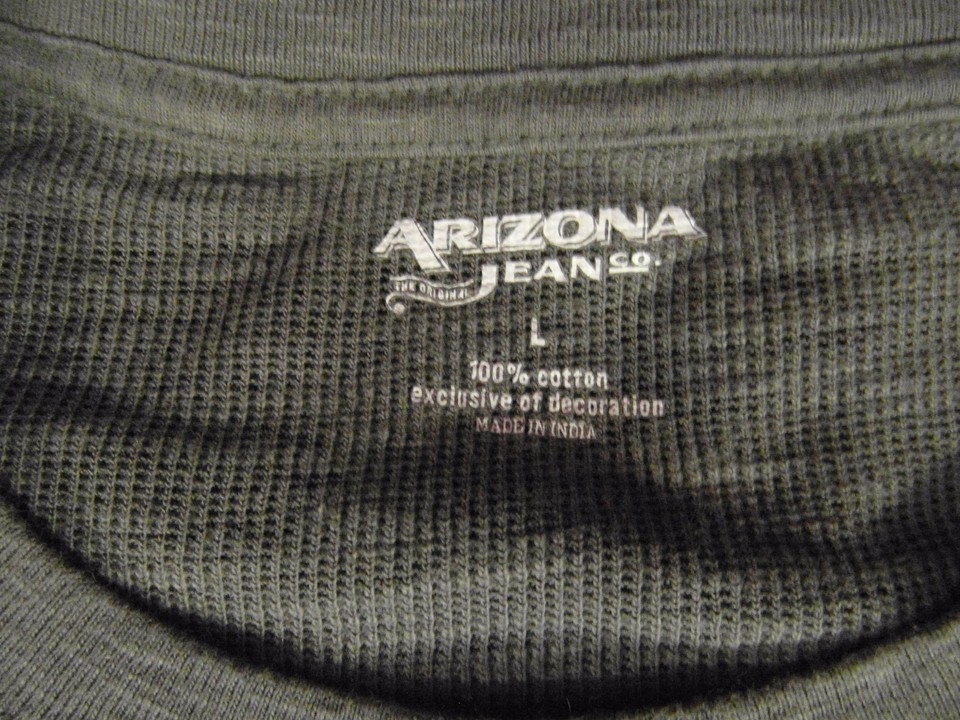 ARIZONA
JEAN CO.
THE ORIGINAL
L
100% cotton
exclusive of decoration
MADE IN INDIA